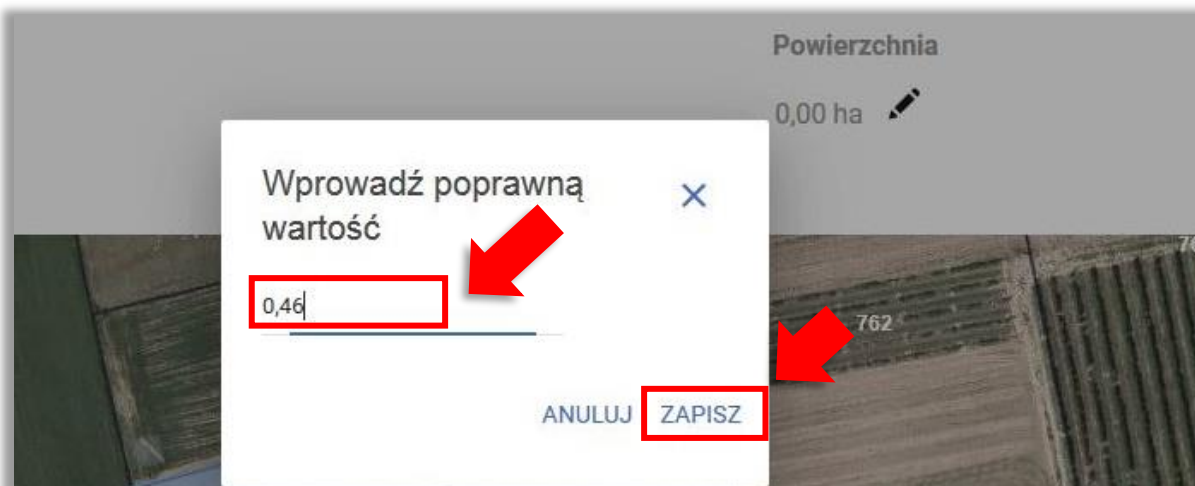 Powierzchnia
0,00 ha
Wprowadź poprawną
wartość
0,46
762
ANULUJ ZAPISZ